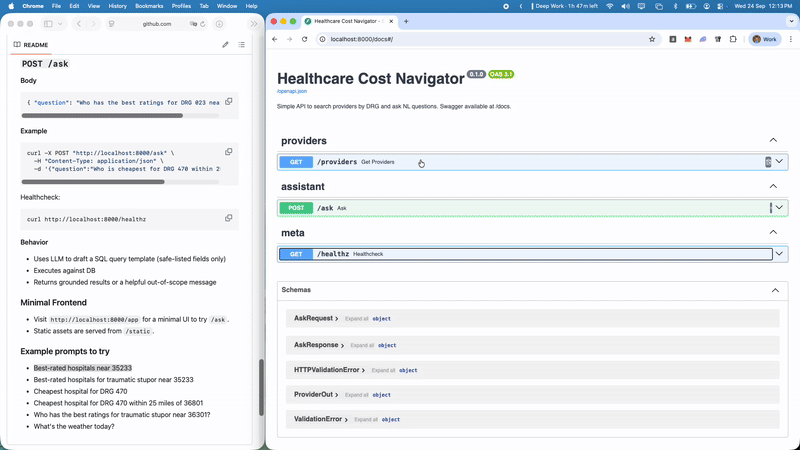 Chrome File Edit View History Bookmarks Profiles Tab Window Help
Deep Work · 1h 47m left
Wed 24 Sep 12:13PM
github.com
README
POST /ask
Body
{ "question": "Who has the best ratings for DRG 023 nea
Example
curl -X POST "http://localhost:8000/ask" \
-H "Content-Type: application/json" \
-d '{"question":"Who is cheapest for DRG 470 within 2
Healthcheck:
curl http://localhost:8000/healthz
Behavior
Uses LLM to draft a SQL query template (safe-listed fields only)
Executes against DB
Returns grounded results or a helpful out-of-scope message
Minimal Frontend
Visit http://localhost:8000/app for a minimal UI to try /ask.
Static assets are served from /static.
Example prompts to try
Best-rated hospitals near 35233
Best-rated hospitals for traumatic stupor near 35233
Cheapest hospital for DRG 470
Cheapest hospital for DRG 470 within 25 miles of 36801
Who has the best ratings for traumatic stupor near 36301?
What's the weather today?
Healthcare Cost Navigator - S
localhost:8000/docs#/
Work
Healthcare Cost Navigator 0.1.0 OAS 3.1
/openapi.json
Simple API to search providers by DRG and ask NL questions. Swagger available at /docs.
providers
GET /providers Get Providers
assistant
POST /ask Ask
meta
GET /healthz Healthcheck
Schemas
AskRequest Expand all object
AskResponse Expand all object
HTTPValidationError Expand all object
ProviderOut Expand all object
ValidationError Expand all object